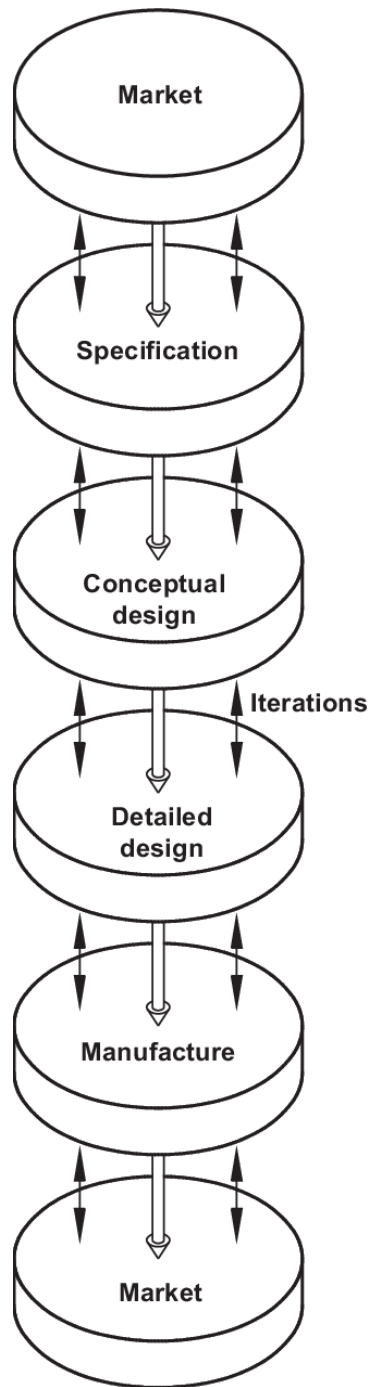 Market
Specification
Conceptual
design
Iterations
Detailed
design
Manufacture
Market